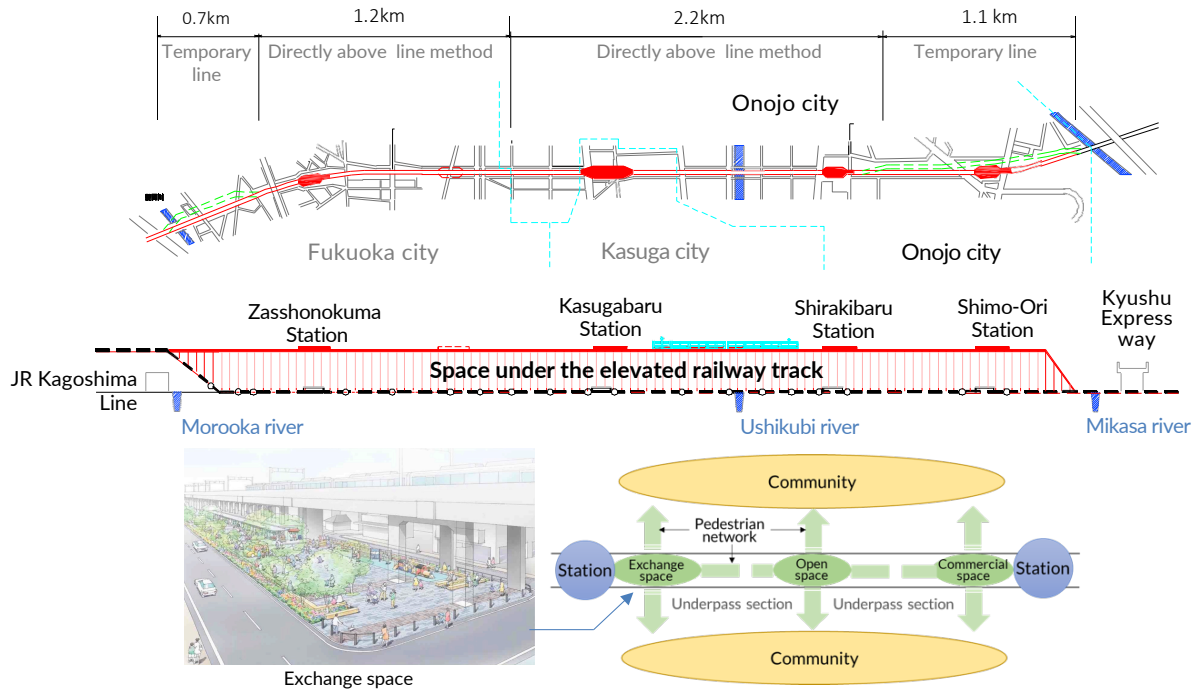 0.7km
1.2km
2.2km
1.1 km
Temporary
line
Directly above line method
Directly above line method
Temporary line
Onojo city
Fukuoka city
Kasuga city
Onojo city
Zasshonokuma
Station
Kasugabaru
Station
Shirakibaru
Station
Shimo-Ori
Station
Kyushu
Express
way
Space under the elevated railway track
JR Kagoshima
Line
Morooka river
Ushikubi river
Mikasa river
Community
Pedestrian
network
Station
Exchange
space
Open
space
Commercial
space
Station
Underpass section
Underpass section
Community
Exchange space